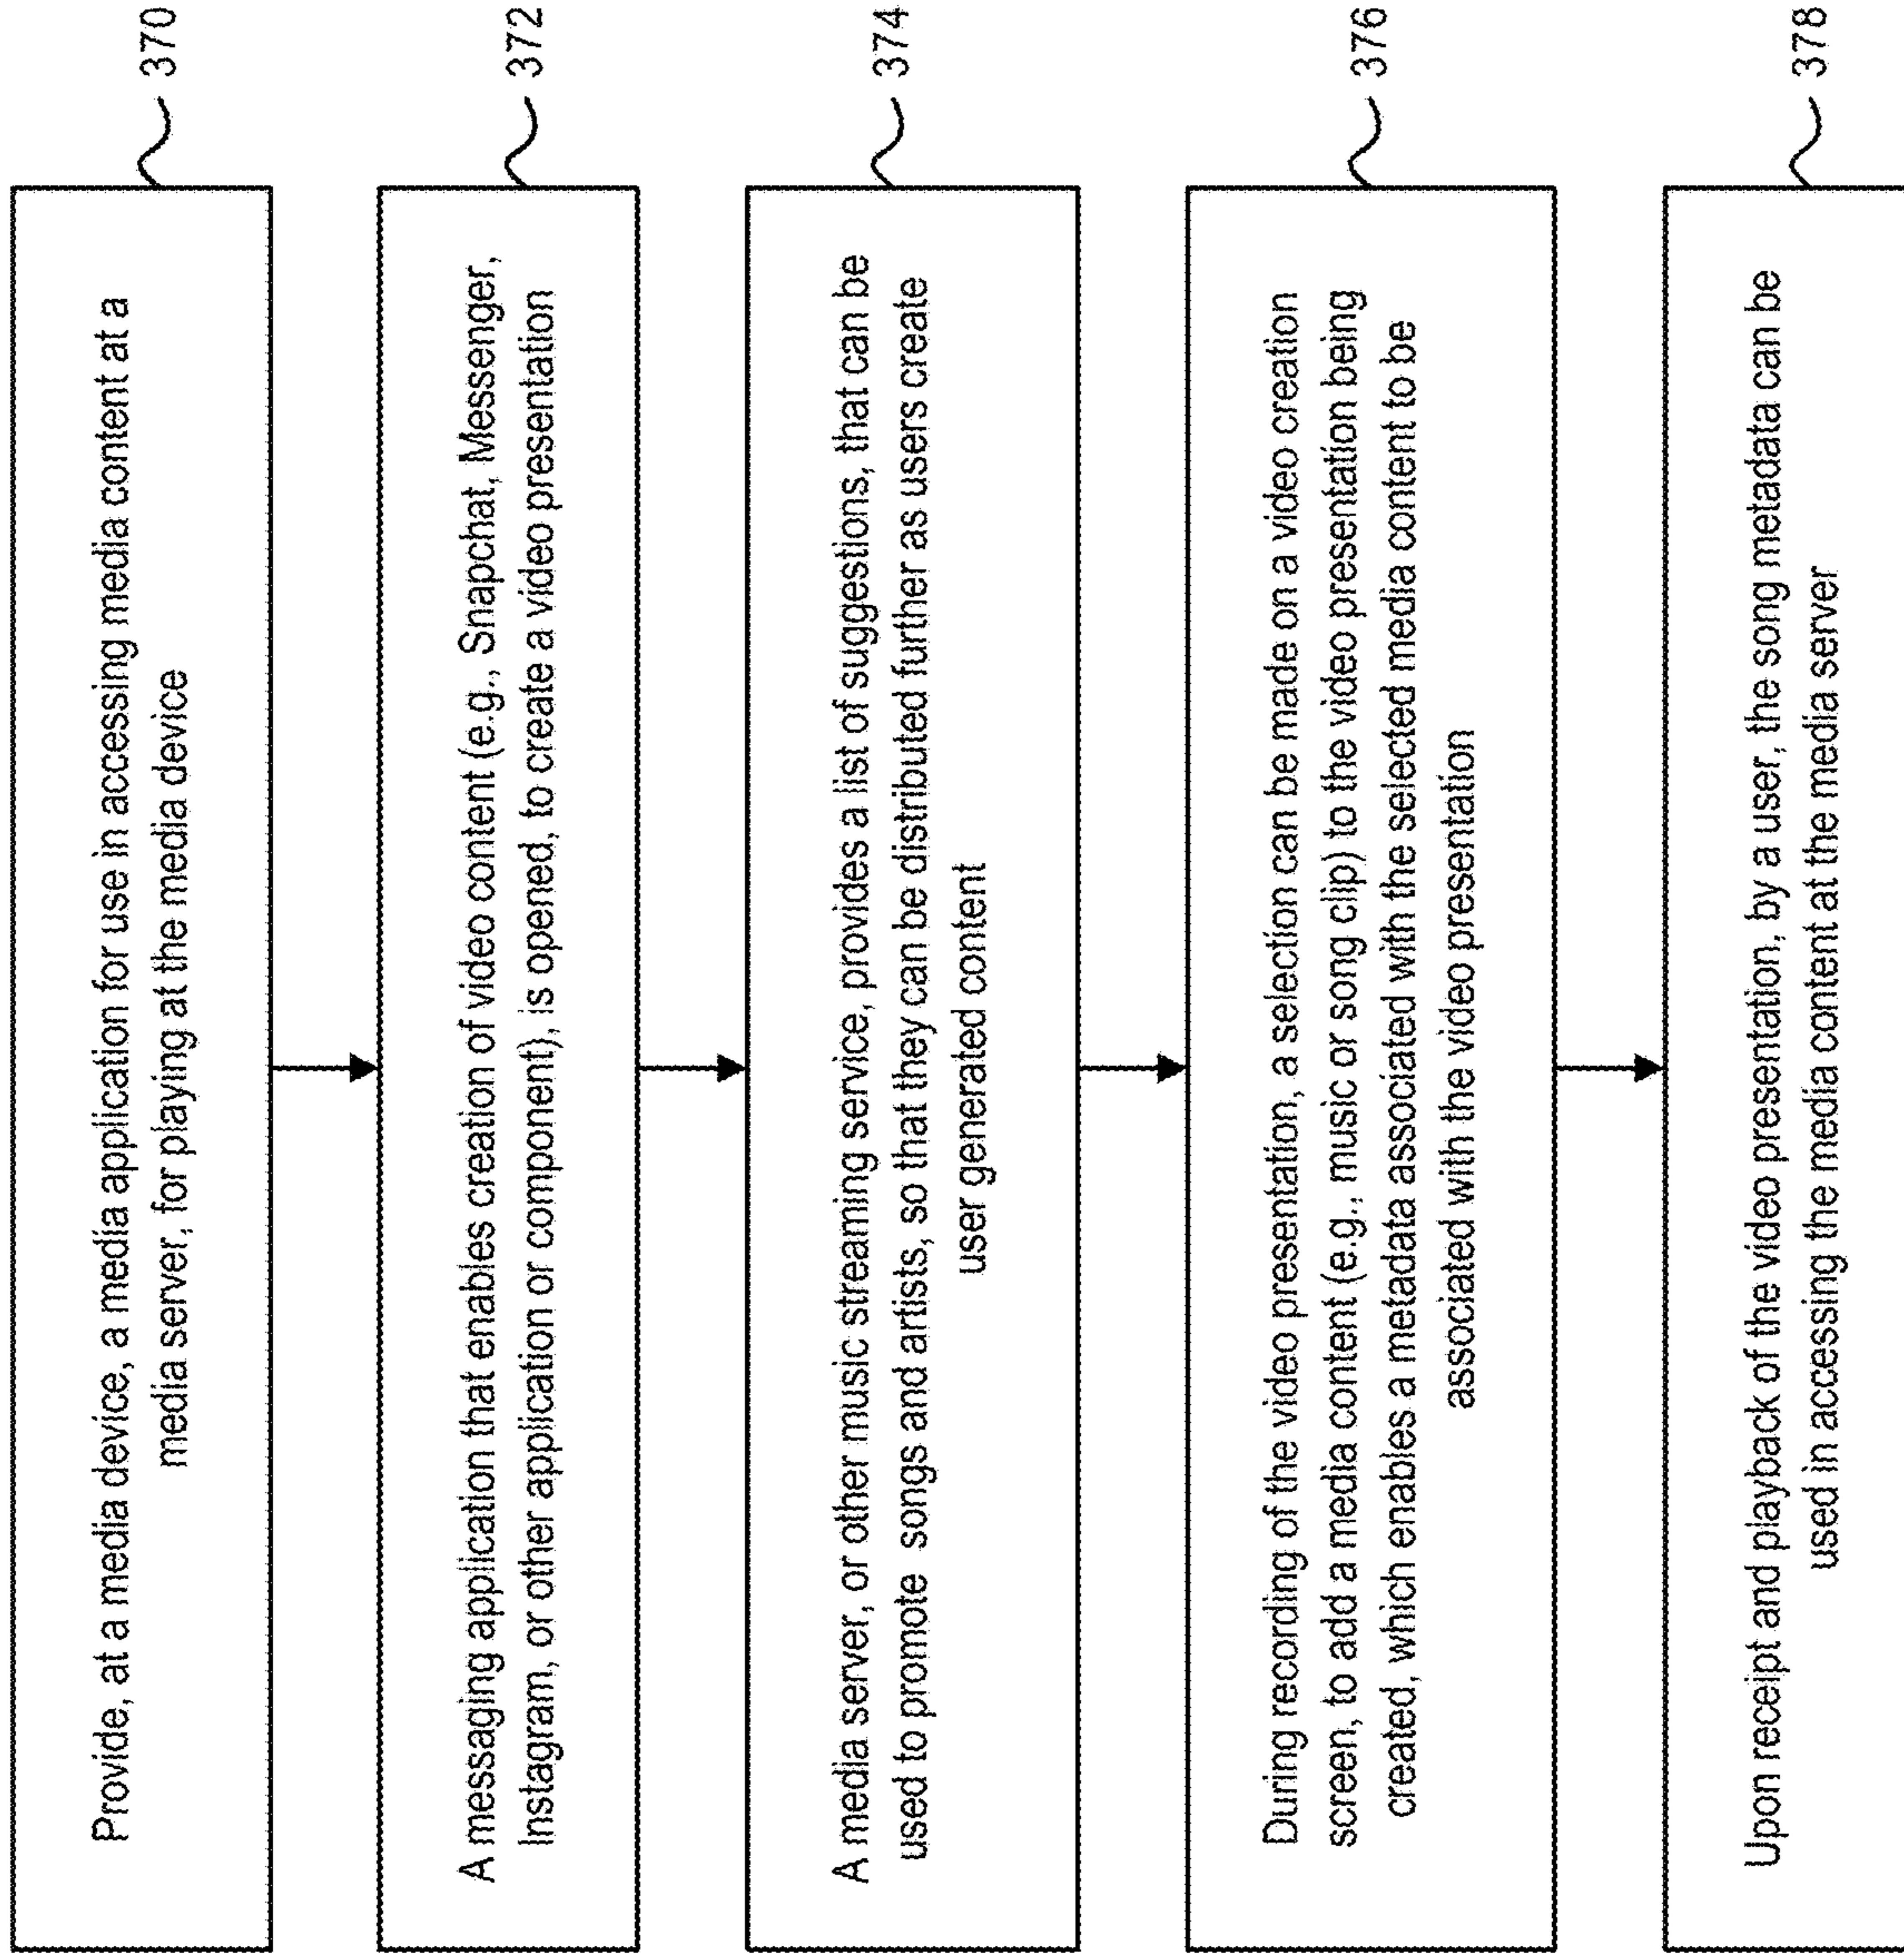 Provide, at a media device, a media application for use in accessing media content at a
media server, for playing at the media device
370
A messaging application that enables creation of video content (e.g., Snapchat, Messenger,
Instagram, or other application or component), is opened, to create a video presentation
372
A media server, or other music streaming service, provides a list of suggestions, that can be
used to promote songs and artists, so that they can be distributed further as users create
user generated content
374
During recording of the video presentation, a selection can be made on a video creation
screen, to add a media content (e.g., music or song clip) to the video presentation being
created, which enables a metadata associated with the selected media content to be
associated with the video presentation
376
Upon receipt and playback of the video presentation, by a user, the song metadata can be
used in accessing the media content at the media server
378